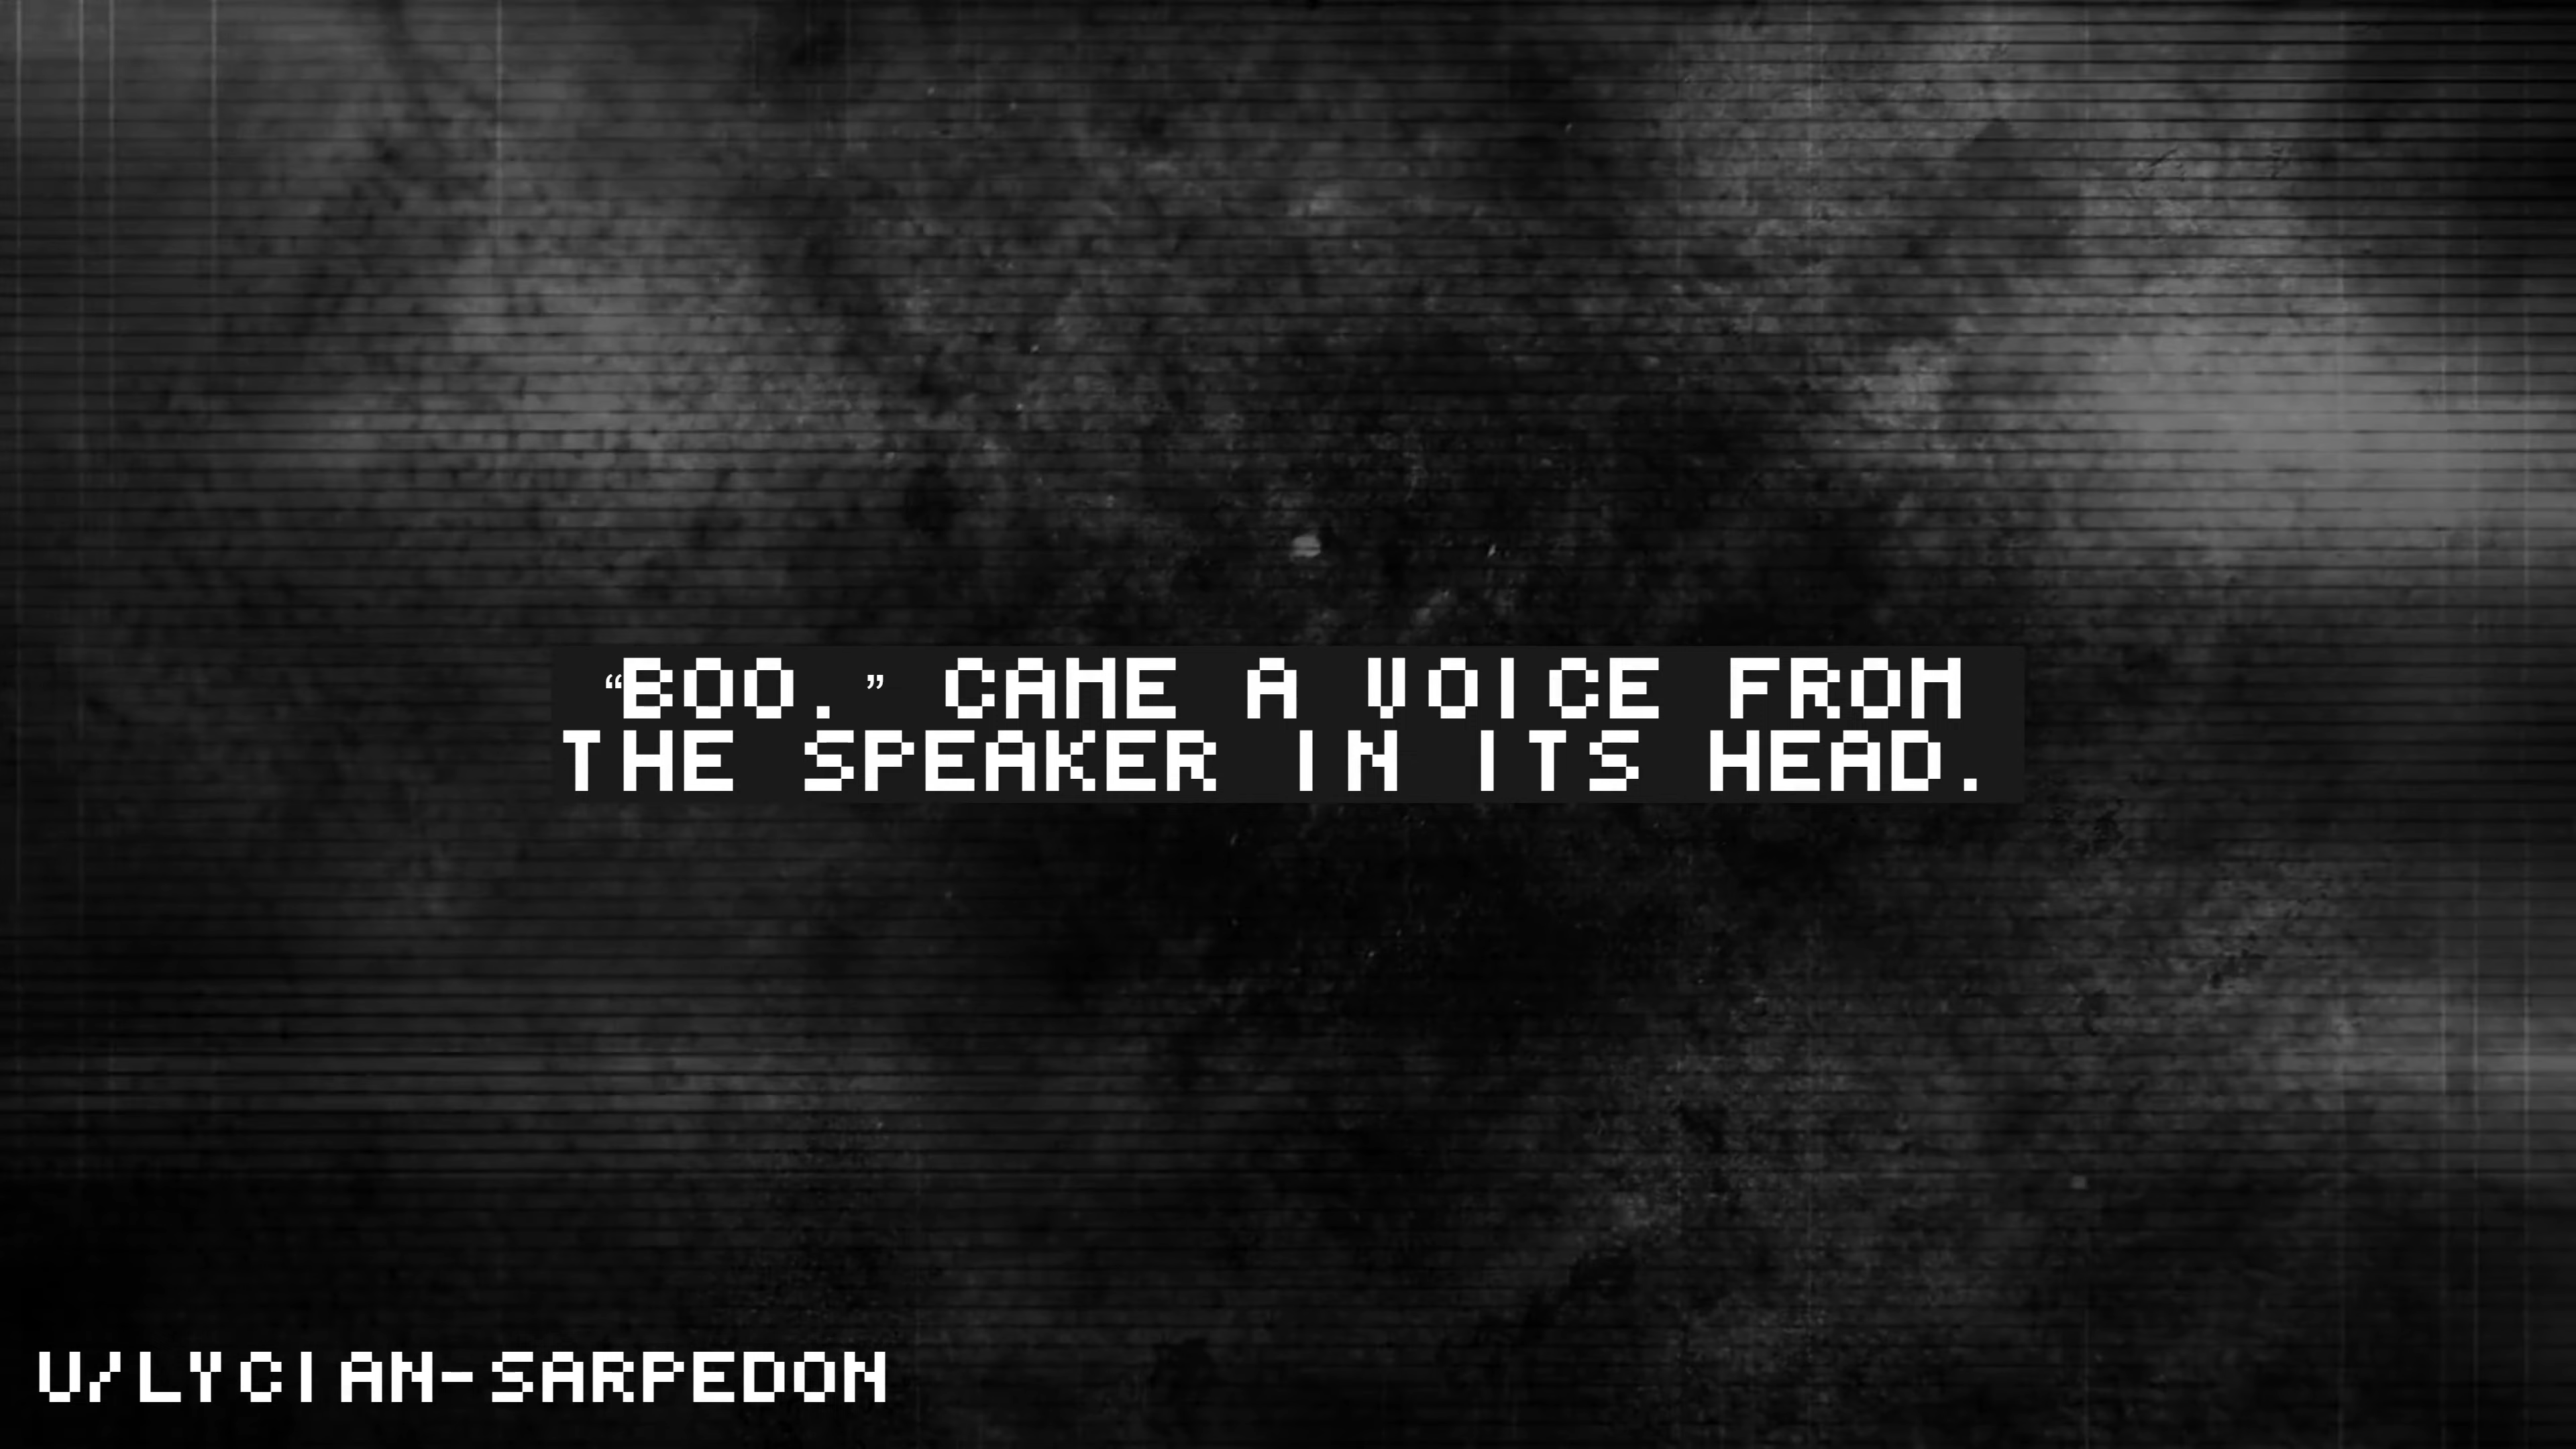 “BOO.” CAME A VOICE FROM
THE SPEAKER IN ITS HEAD.
U/LYCIAN-SARPEDON